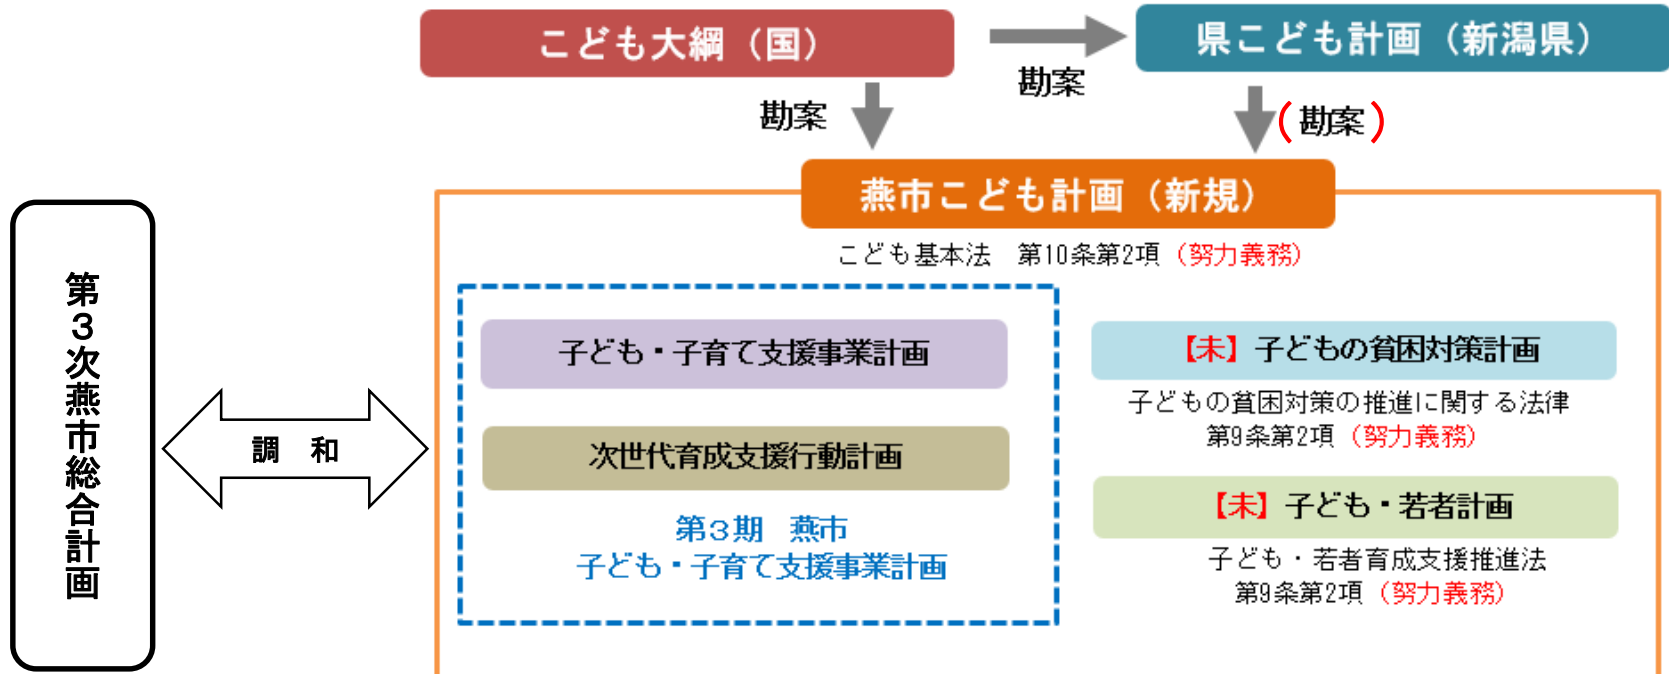 こども大綱（国）
県こども計画（新潟県）
勘案
勘案
（勘案）
燕市こども計画（新規）
こども基本法　第10条第2項（努力義務）
第３次燕市総合計画
調　和
子ども・子育て支援事業計画
次世代育成支援行動計画
第３期　燕市
子ども・子育て支援事業計画
【未】子どもの貧困対策計画
子どもの貧困対策の推進に関する法律
第9条第2項（努力義務）
【未】子ども・若者計画
子ども・若者育成支援推進法
第9条第2項（努力義務）